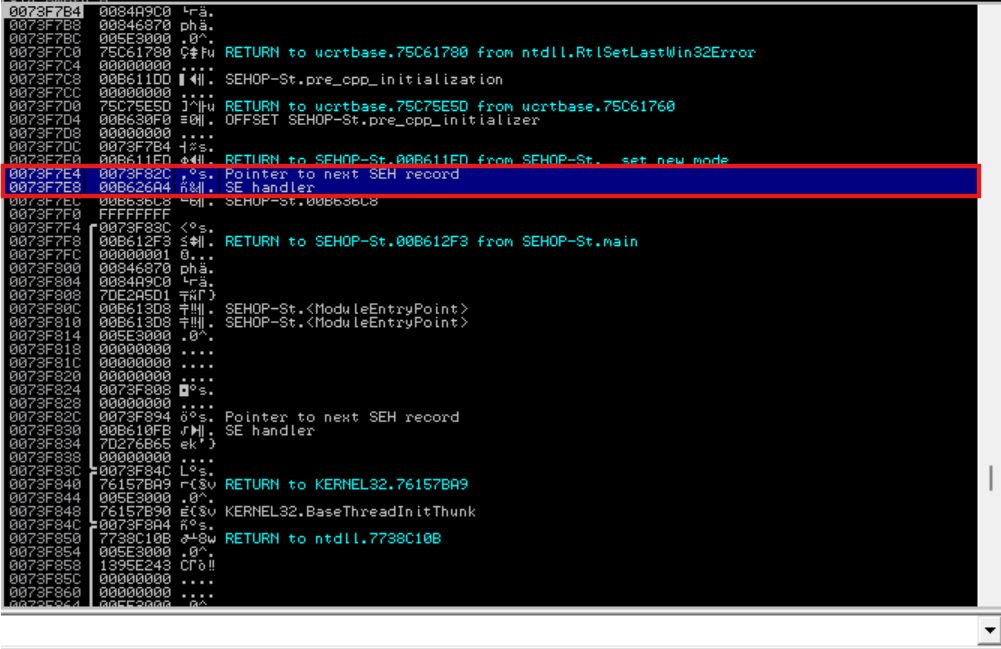 0073F7B4 0084A9C0 └rä.
0073F7B8 00846870 phä.
0073F7BC 005E3000 .0^.
0073F7C0 75C61780 Ç‡╞u RETURN to ucrtbase.75C61780 from ntdll.RtlSetLastWin32Error
0073F7C4 00000000 ....
0073F7C8 00B611DD ▌◄╢. SEHOP-St.pre_cpp_initialization
0073F7CC 00000000 ....
0073F7D0 75C75E5D ]^╟u RETURN to ucrtbase.75C75E5D from ucrtbase.75C61760
0073F7D4 00B630F0 ≡0╢. OFFSET SEHOP-St.pre_cpp_initializer
0073F7D8 00000000 ....
0073F7DC 0073F7B4 ┤≈s.
0073F7E0 00B611ED φ◄╢. RETURN to SEHOP-St.00B611ED from SEHOP-St.__set_new_mode
0073F7E4 0073F82C ,°s. Pointer to next SEH record
0073F7E8 00B626A4 ñ&╢. SE handler
0073F7EC 00B636C8 ╚6╢. SEHOP-St.00B636C8
0073F7F0 FFFFFFFF
0073F7F4 0073F83C <°s.
0073F7F8 00B612F3 ≤↕╢. RETURN to SEHOP-St.00B612F3 from SEHOP-St.main
0073F7FC 00000001 ☺...
0073F800 00846870 phä.
0073F804 0084A9C0 └rä.
0073F808 7DE2A5D1 ╤ÑΓ}
0073F80C 00B613D8 ╪‼╢. SEHOP-St.<ModuleEntryPoint>
0073F810 00B613D8 ╪‼╢. SEHOP-St.<ModuleEntryPoint>
0073F814 005E3000 .0^.
0073F818 00000000 ....
0073F81C 00000000 ....
0073F820 00000000 ....
0073F824 0073F808 ◘°s.
0073F828 00000000 ....
0073F82C 0073F894 ö°s. Pointer to next SEH record
0073F830 00B610FB √►╢. SE handler
0073F834 7D276B65 ek'}
0073F838 00000000 ....
0073F83C 0073F84C L°s.
0073F840 76157BA9 ⌐{§v RETURN to KERNEL32.76157BA9
0073F844 005E3000 .0^.
0073F848 76157B90 É{§v KERNEL32.BaseThreadInitThunk
0073F84C 0073F8A4 ñ°s.
0073F850 7738C10B ♂┴8w RETURN to ntdll.7738C10B
0073F854 005E3000 .0^.
0073F858 1395E243 CΓò‼
0073F85C 00000000 ....
0073F860 00000000 ....
0073F864 005E3000 .0^.